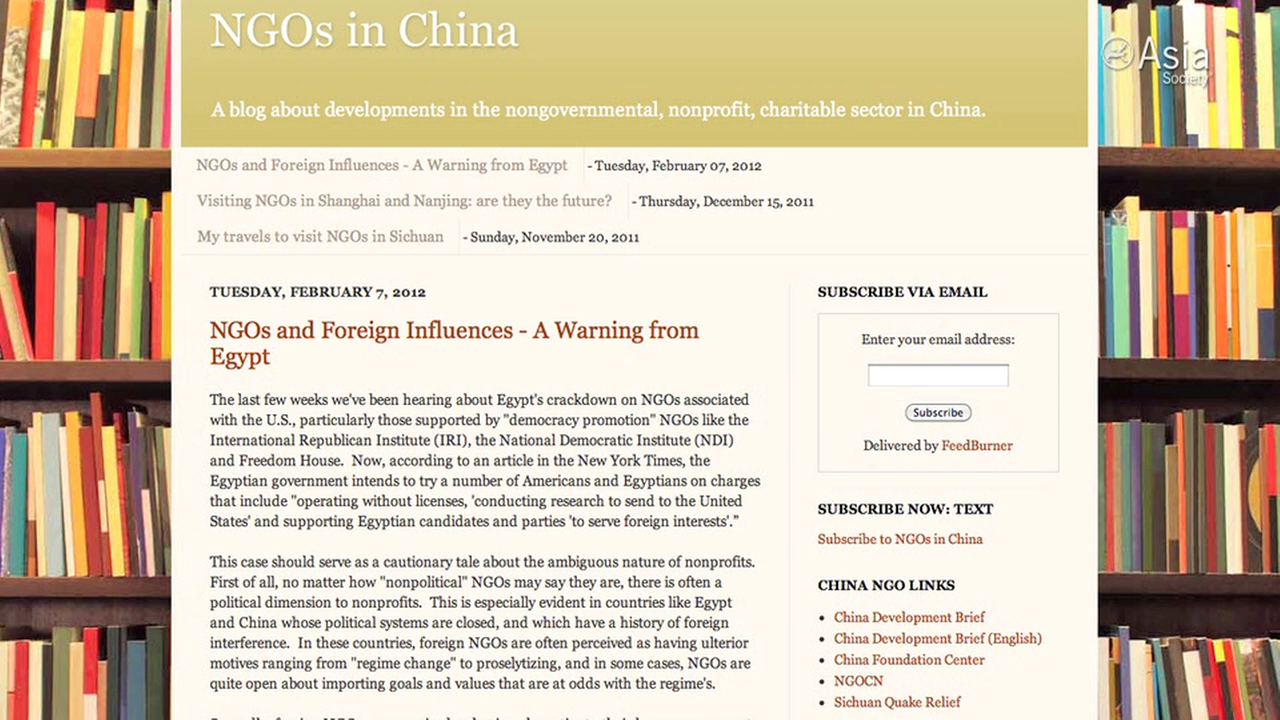 NGOs in China
Asia
Society
A blog about developments in the nongovernmental, nonprofit, charitable sector in China.
NGOs and Foreign Influences - A Warning from Egypt - Tuesday, February 07, 2012
Visiting NGOs in Shanghai and Nanjing: are they the future? - Thursday, December 15, 2011
My travels to visit NGOs in Sichuan - Sunday, November 20, 2011
TUESDAY, FEBRUARY 7, 2012
NGOs and Foreign Influences - A Warning from
Egypt
The last few weeks we've been hearing about Egypt's crackdown on NGOs associated
with the U.S., particularly those supported by "democracy promotion" NGOs like the
International Republican Institute (IRI), the National Democratic Institute (NDI)
and Freedom House. Now, according to an article in the New York Times, the
Egyptian government intends to try a number of Americans and Egyptians on charges
that include "operating without licenses, 'conducting research to send to the United
States' and supporting Egyptian candidates and parties 'to serve foreign interests'."
This case should serve as a cautionary tale about the ambiguous nature of nonprofits.
First of all, no matter how "nonpolitical" NGOs may say they are, there is often a
political dimension to nonprofits. This is especially evident in countries like Egypt
and China whose political systems are closed, and which have a history of foreign
interference. In these countries, foreign NGOs are often perceived as having ulterior
motives ranging from "regime change" to proselytizing, and in some cases, NGOs are
quite open about importing goals and values that are at odds with the regime's.
SUBSCRIBE VIA EMAIL
Enter your email address:
Subscribe
Delivered by FeedBurner
SUBSCRIBE NOW: TEXT
Subscribe to NGOs in China
CHINA NGO LINKS
• China Development Brief
• China Development Brief (English)
• China Foundation Center
• NGOCN
• Sichuan Quake Relief